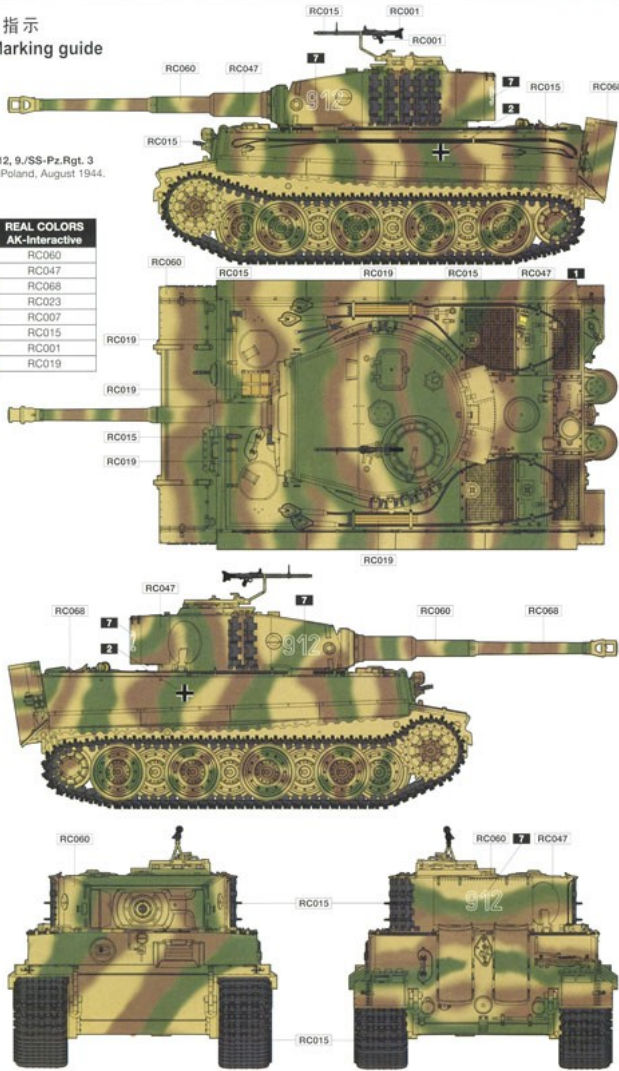 指示
Marking guide
RC015
RC001
RC001
RC060
RC047
7
7
2
RC015
RC068
912
RC015
12, 9./SS-Pz.Rgt. 3
Poland, August 1944.
REAL COLORS
AK-Interactive
RC060
RC047
RC068
RC023
RC007
RC015
RC001
RC019
RC060
RC015
RC019
RC015
RC047
1
RC019
RC019
RC015
RC019
RC019
RC047
7
RC068
7
2
912
RC060
RC068
RC060
RC060
7
RC047
912
RC015
RC015